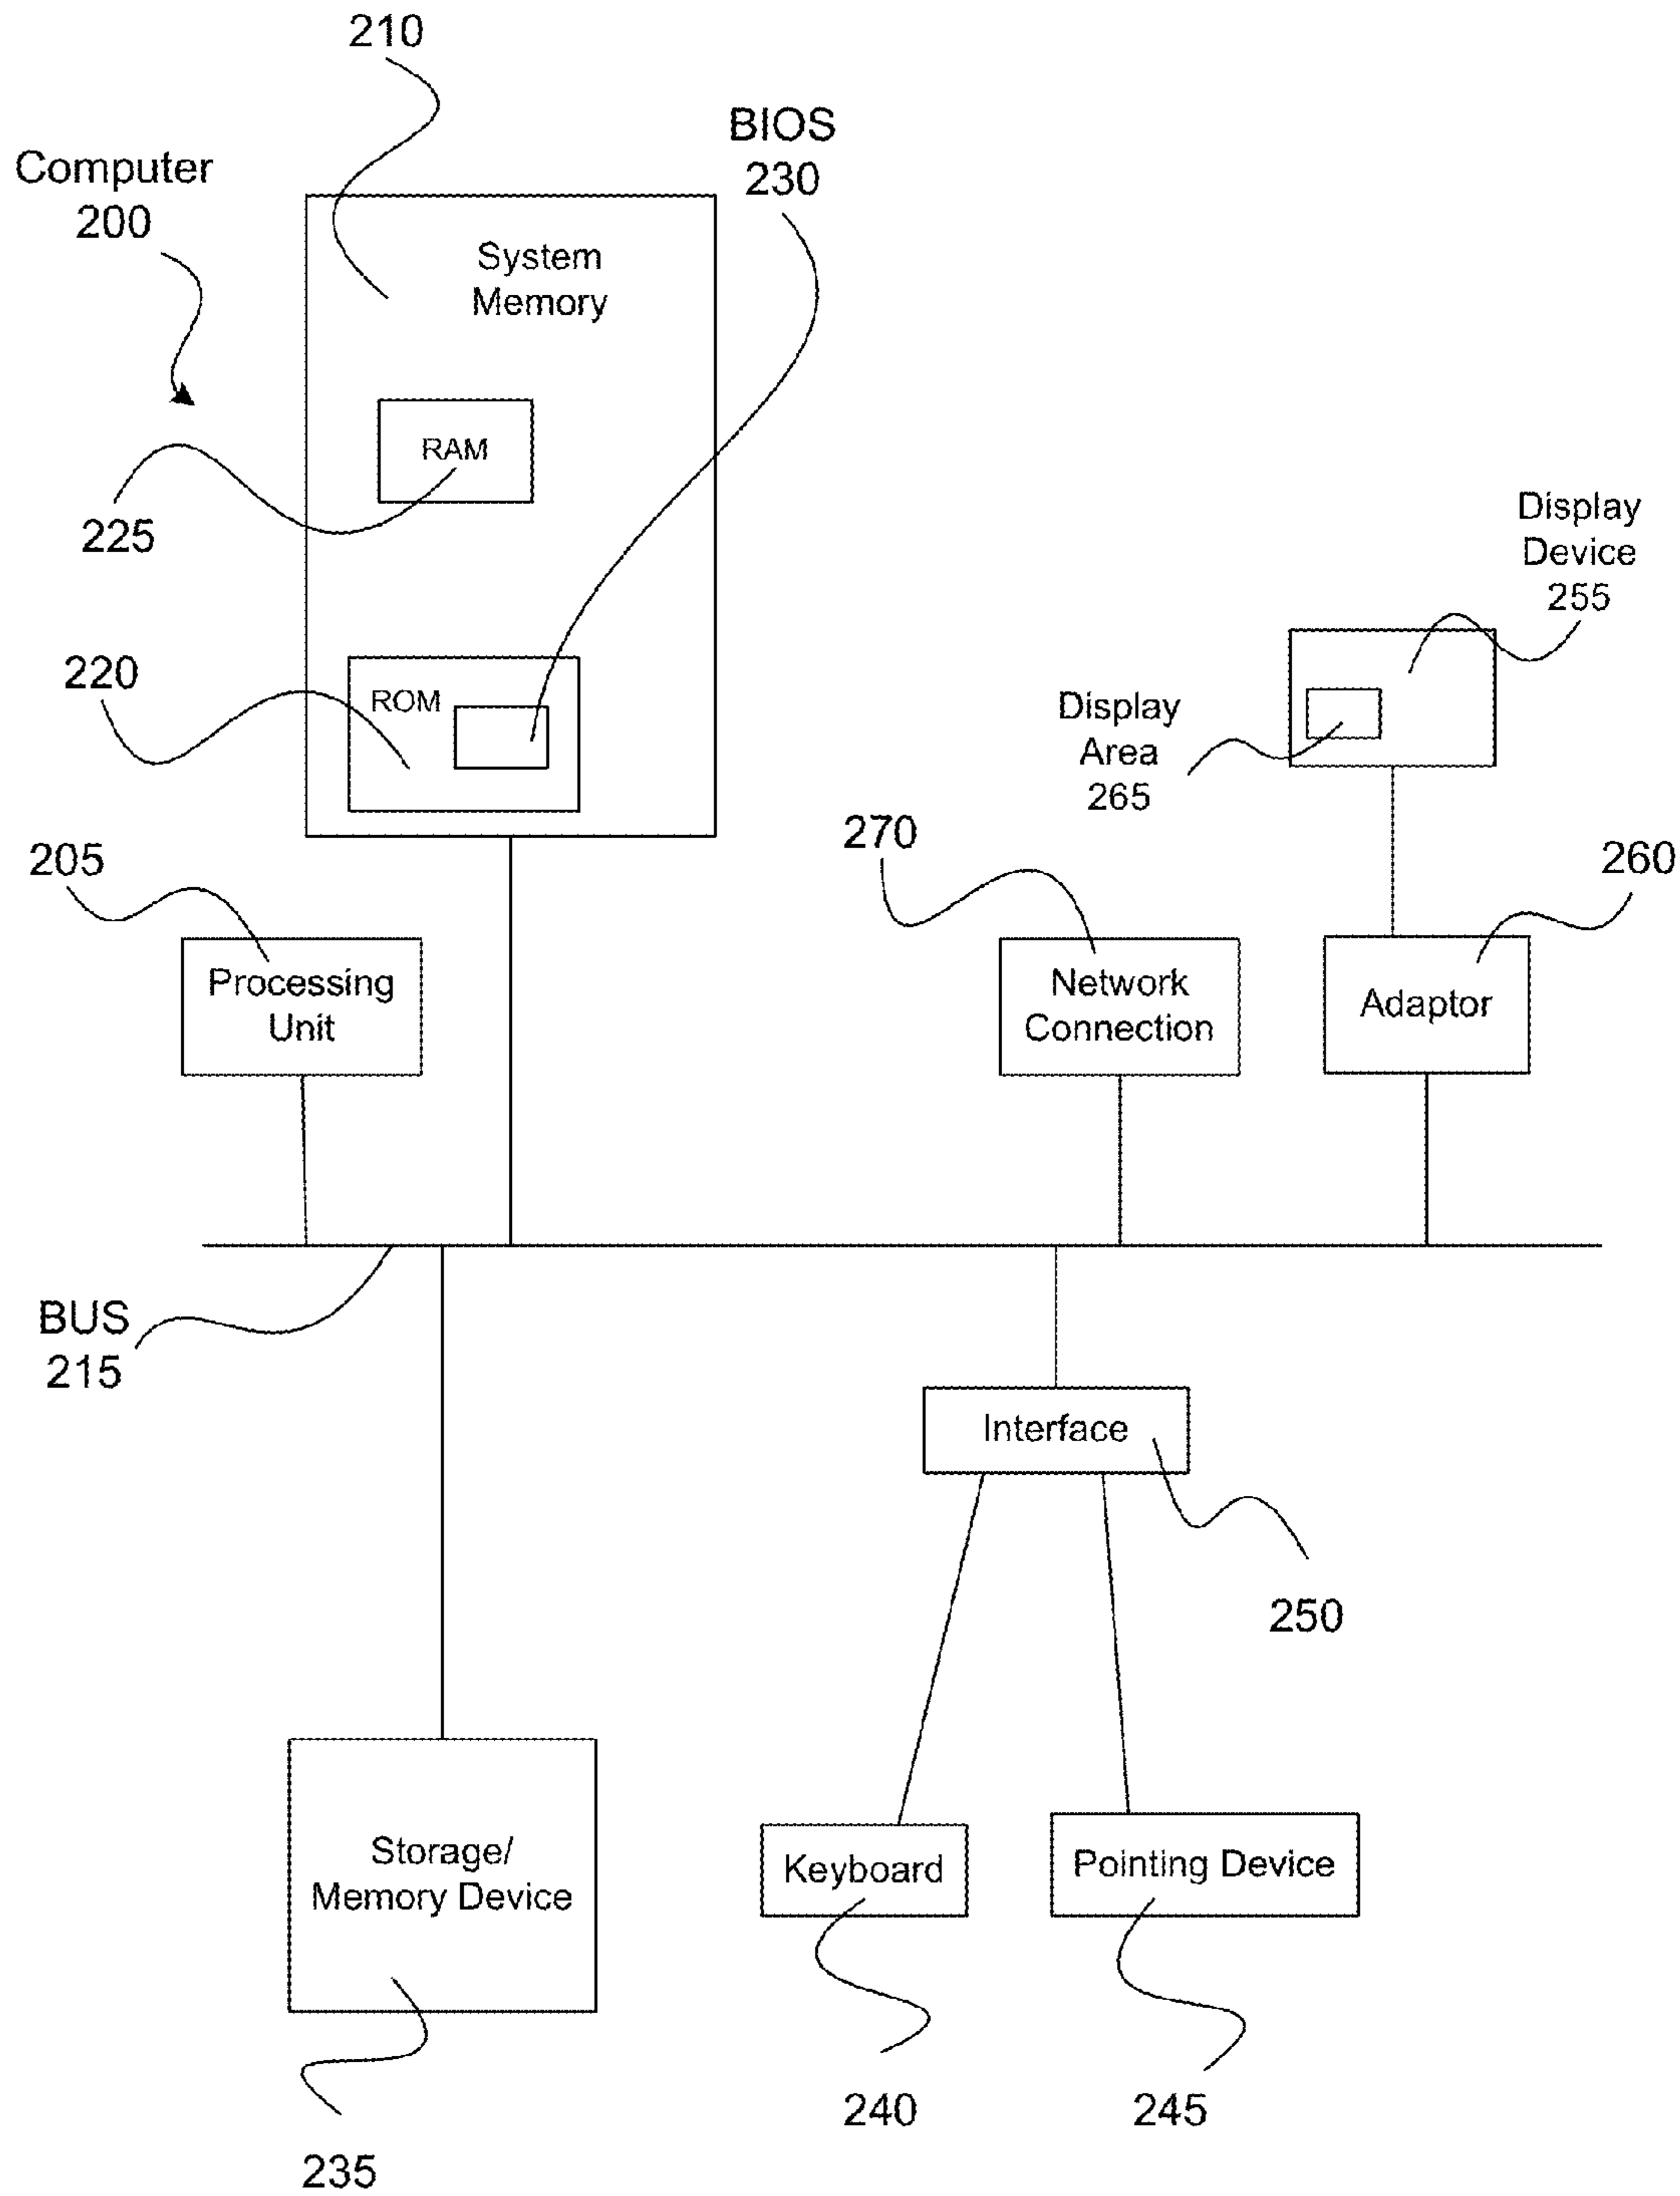 210
BIOS
230
Computer
200
System
Memory
RAM
225
Display
Device
255
220
ROM
Display
Area
265
270
205
260
Processing
Unit
Network
Connection
Adaptor
BUS
215
Interface
250
Storage/
Memory Device
Keyboard
Pointing Device
240
245
235